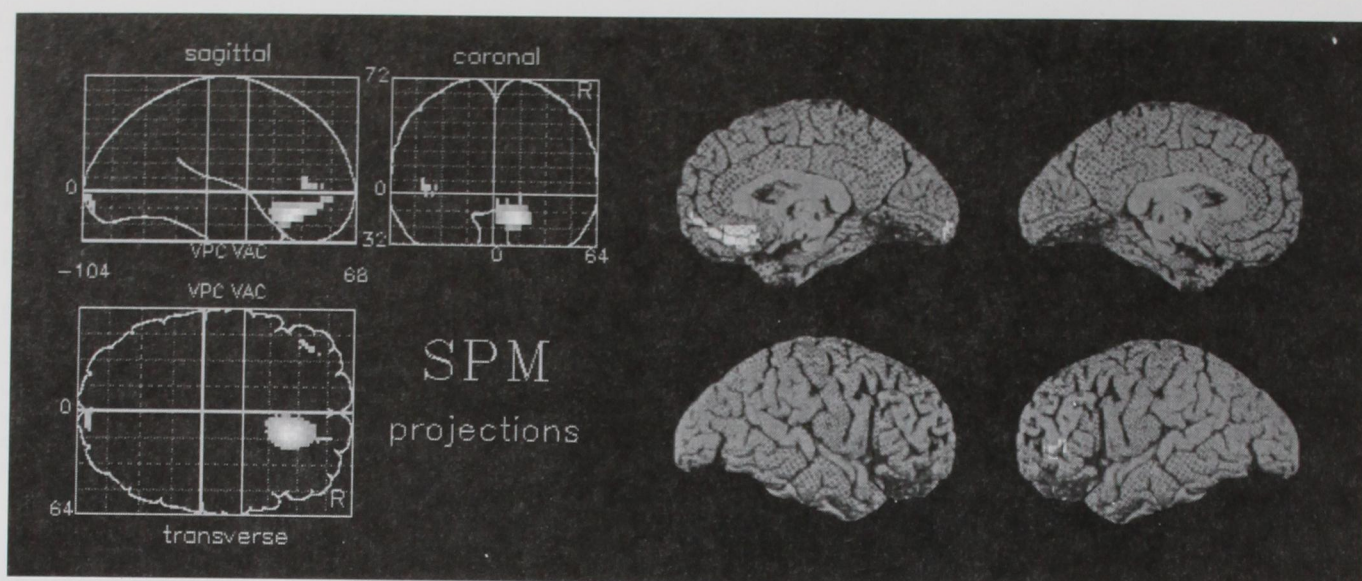 sagittal
coronal
72
R
0
0
32
VPC VAC
0
64
-104
68
VPC VAC
0
SPM
projections
R
64
transverse